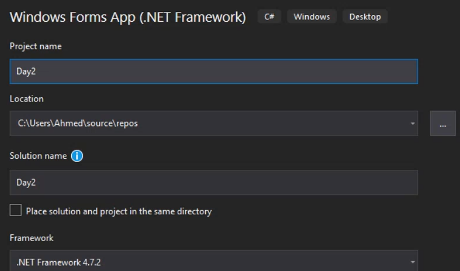 Windows Forms App (.NET Framework) C# Windows Desktop
Project name
Day2
Location
C:\Users\Ahmed\source\repos
...
Solution name i
Day2
Place solution and project in the same directory
Framework
.NET Framework 4.7.2